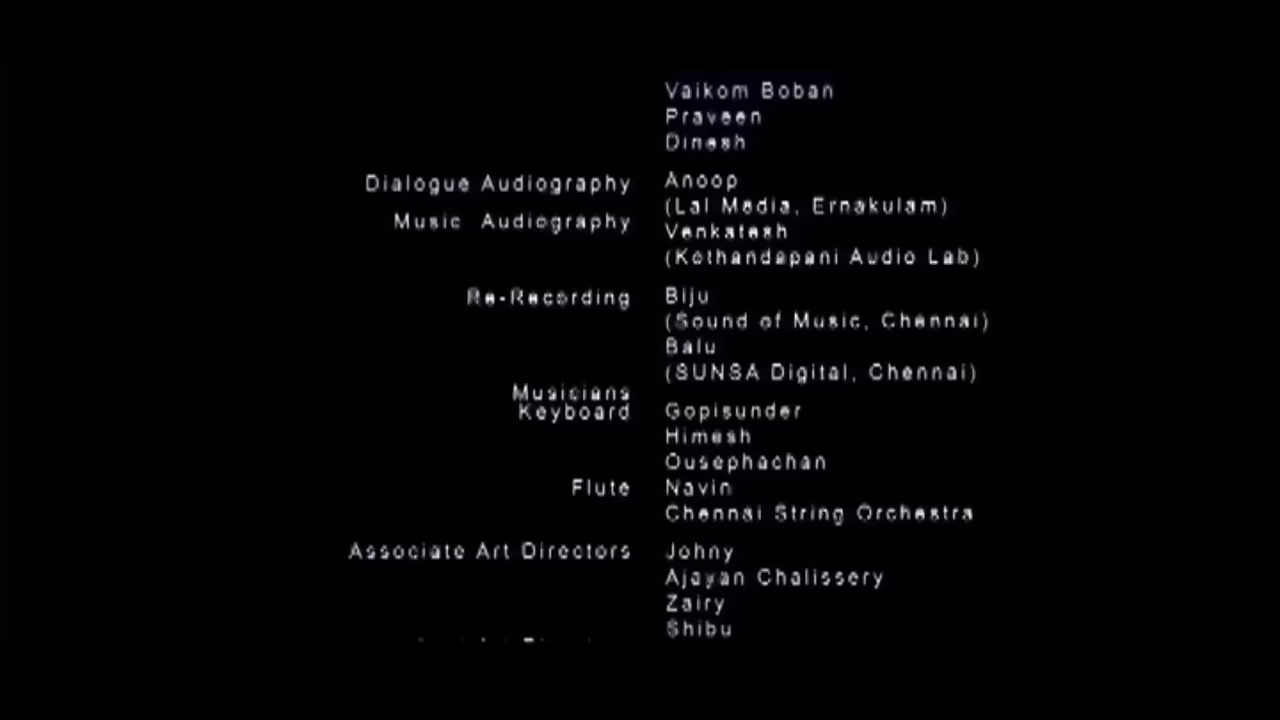 Vaikom Boban
Praveen
Dinesh
Dialogue Audiography Anoop
(Lal Media, Ernakulam)
Music Audiography Venkatesh
(Kothandapani Audio Lab)
Re-Recording Biju
(Sound of Music, Chennai)
Balu
(SUNSA Digital, Chennai)
Musicians
Keyboard Gopisunder
Himesh
Ousephachan
Flute Navin
Chennai String Orchestra
Associate Art Directors Johny
Ajayan Chalissery
Zairy
Shibu